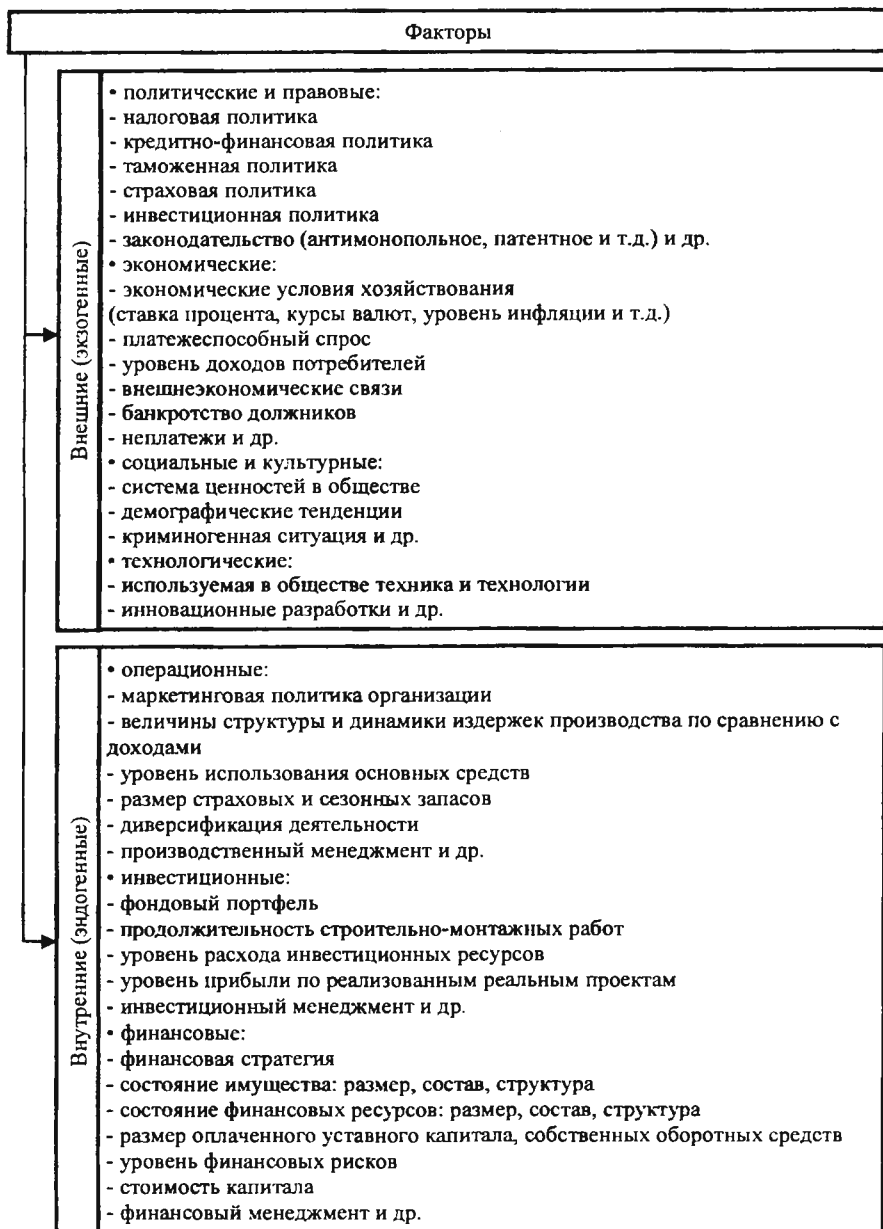 Факторы
Внешние (экзогенные)
• политические и правовые:
- налоговая политика
- кредитно-финансовая политика
- таможенная политика
- страховая политика
- инвестиционная политика
- законодательство (антимонопольное, патентное и т.д.) и др.
• экономические:
- экономические условия хозяйствования
(ставка процента, курсы валют, уровень инфляции и т.д.)
- платежеспособный спрос
- уровень доходов потребителей
- внешнеэкономические связи
- банкротство должников
- неплатежи и др.
• социальные и культурные:
- система ценностей в обществе
- демографические тенденции
- криминогенная ситуация и др.
• технологические:
- используемая в обществе техника и технологии
- инновационные разработки и др.
Внутренние (эндогенные)
• операционные:
- маркетинговая политика организации
- величины структуры и динамики издержек производства по сравнению с
доходами
- уровень использования основных средств
- размер страховых и сезонных запасов
- диверсификация деятельности
- производственный менеджмент и др.
• инвестиционные:
- фондовый портфель
- продолжительность строительно-монтажных работ
- уровень расхода инвестиционных ресурсов
- уровень прибыли по реализованным реальным проектам
- инвестиционный менеджмент и др.
• финансовые:
- финансовая стратегия
- состояние имущества: размер, состав, структура
- состояние финансовых ресурсов: размер, состав, структура
- размер оплаченного уставного капитала, собственных оборотных средств
- уровень финансовых рисков
- стоимость капитала
- финансовый менеджмент и др.